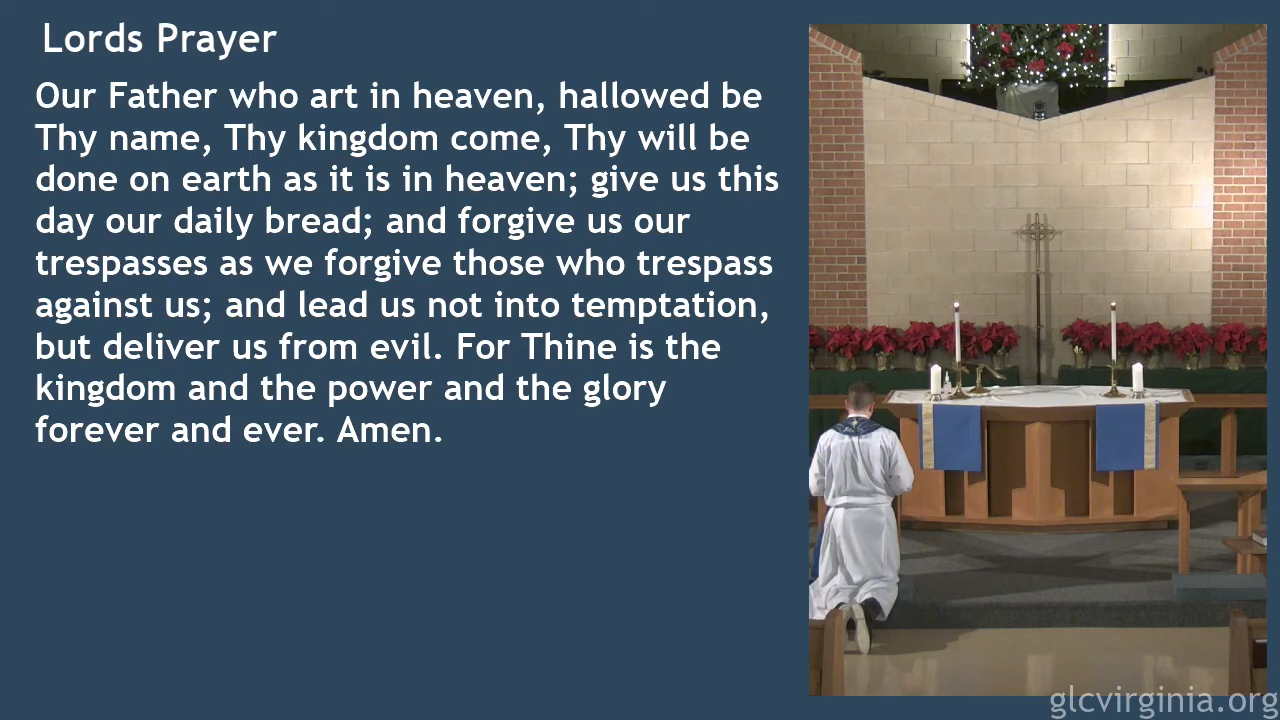 Lords Prayer
Our Father who art in heaven, hallowed be
Thy name, Thy kingdom come, Thy will be
done on earth as it is in heaven; give us this
day our daily bread; and forgive us our
trespasses as we forgive those who trespass
against us; and lead us not into temptation,
but deliver us from evil. For Thine is the
kingdom and the power and the glory
forever and ever. Amen.
glcvirginia.org